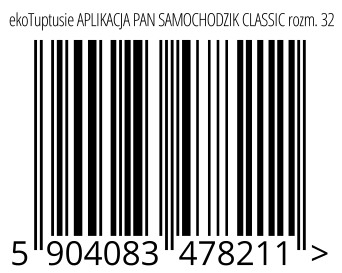 ekoTuptusie APLIKACJA PAN SAMOCHODZIK CLASSIC rozm. 32
5 904083 478211 >